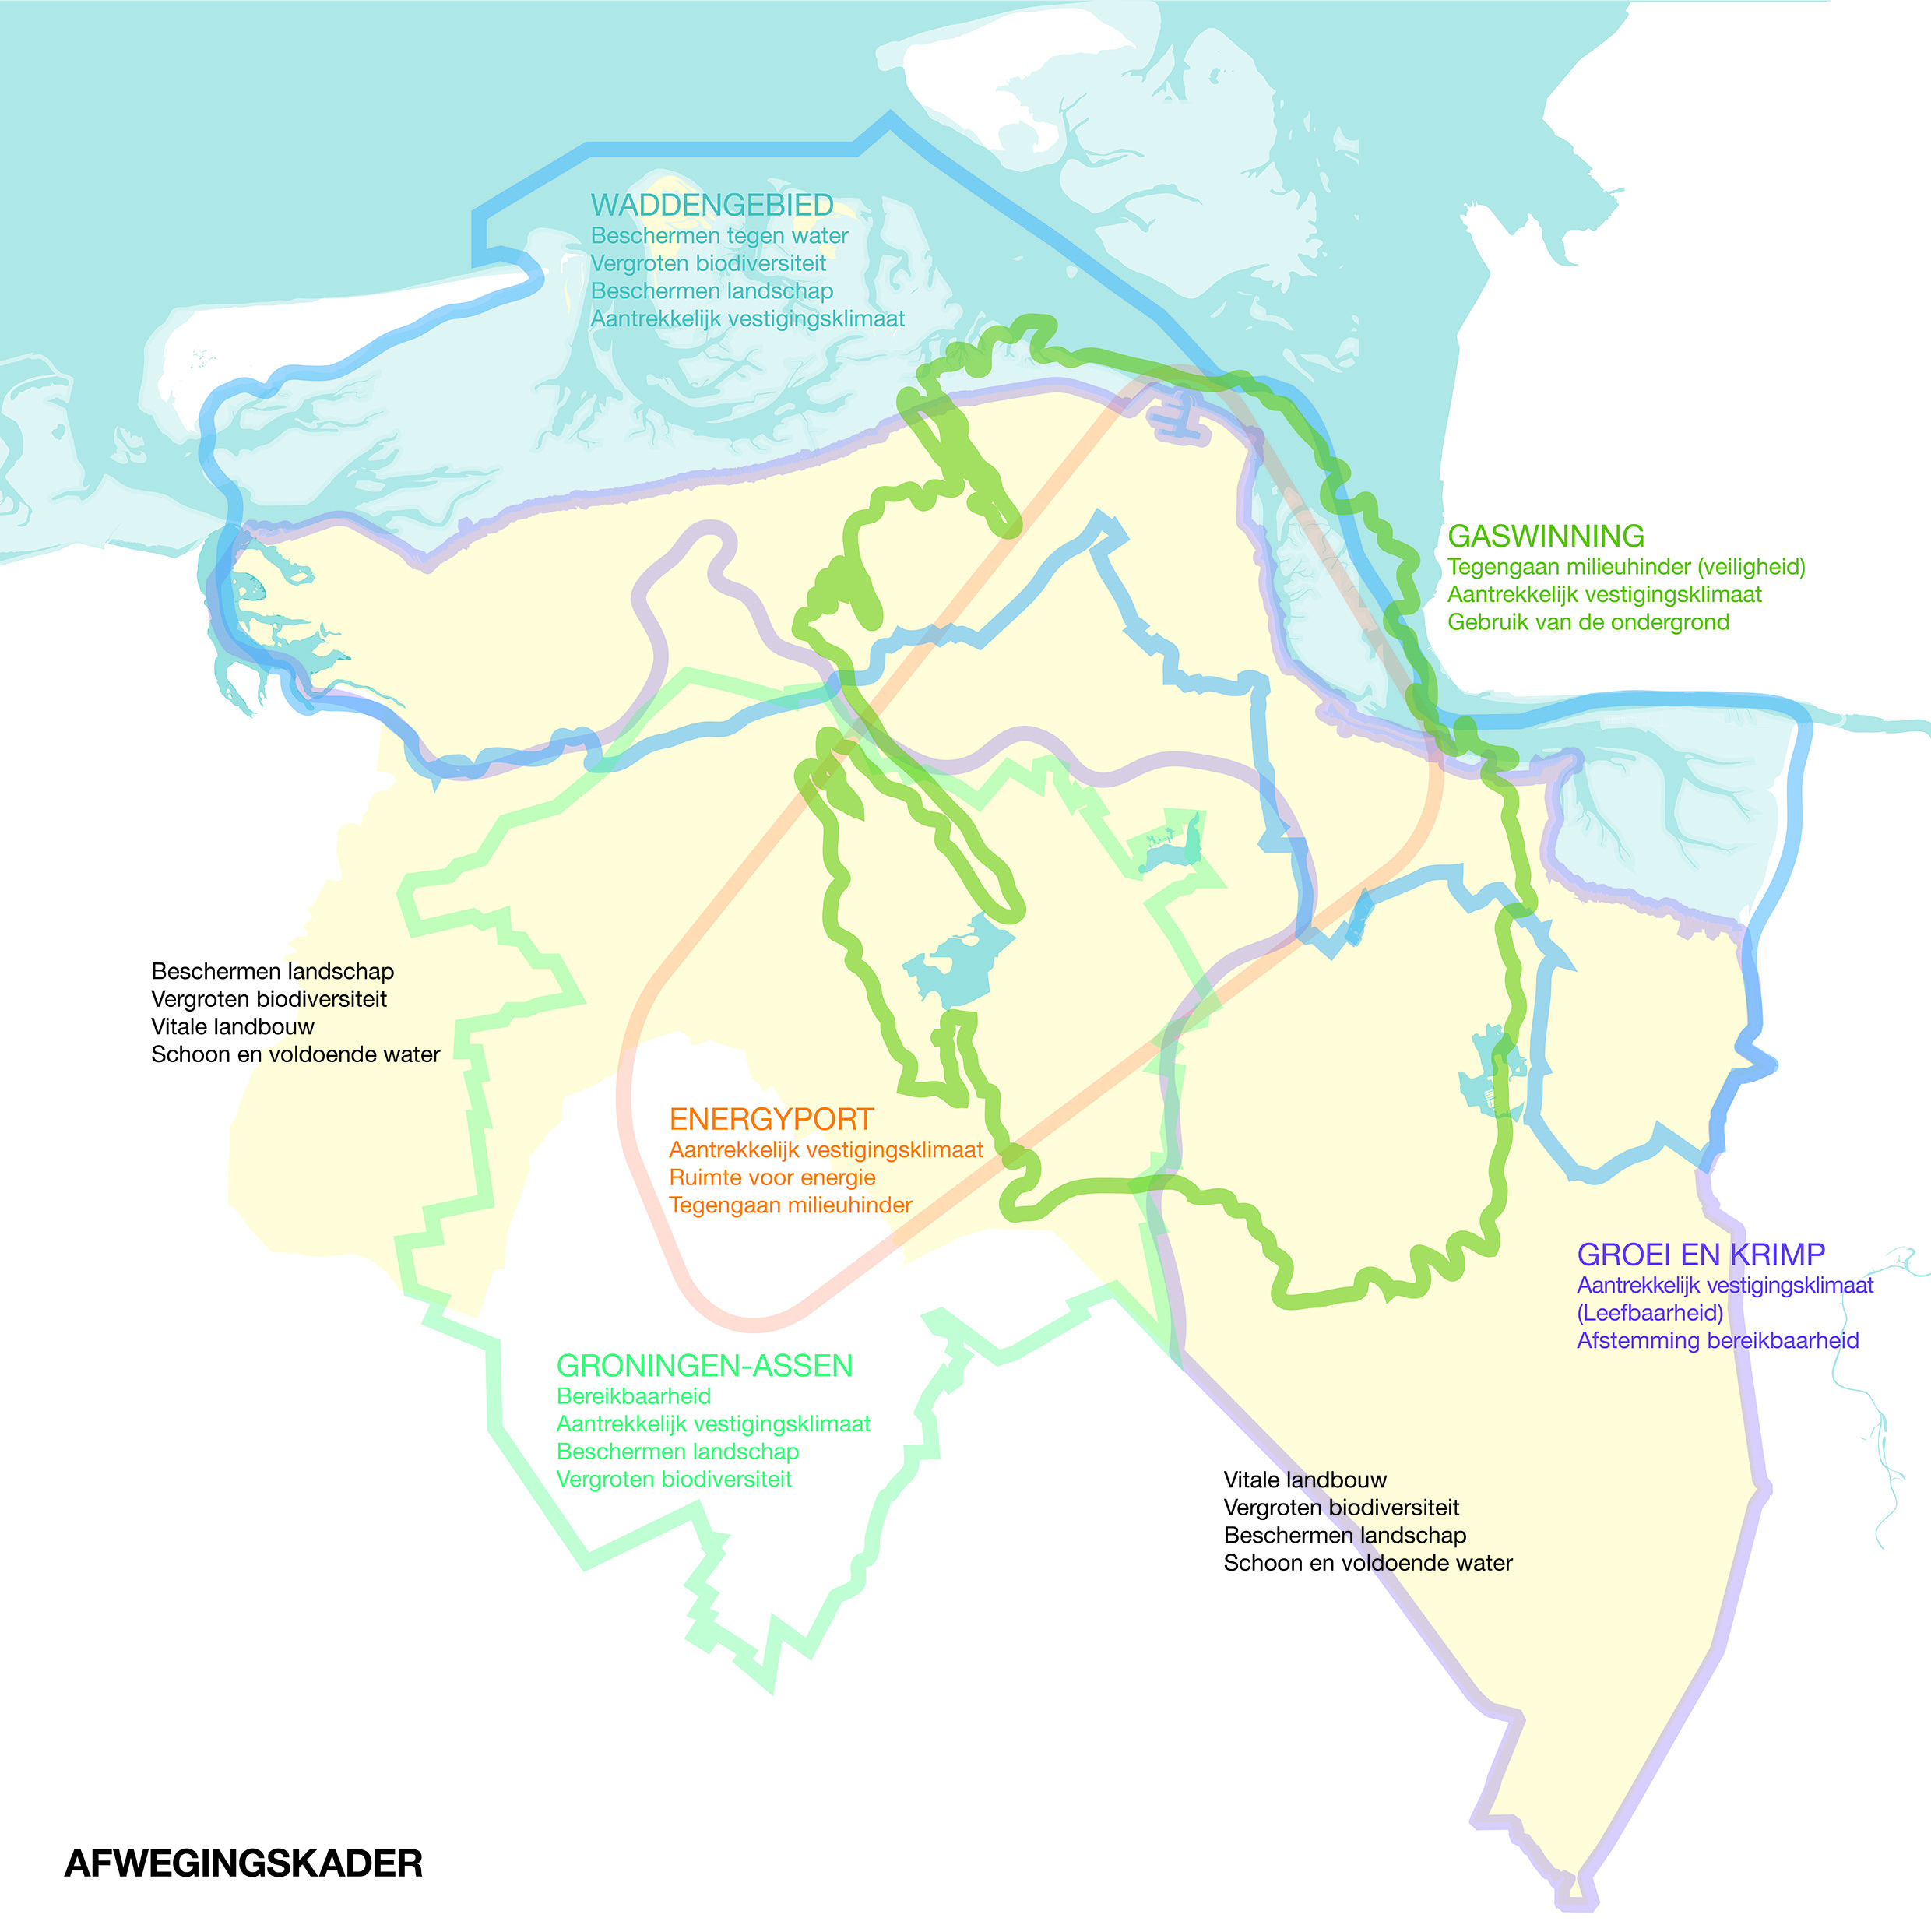 WADDENGEBIED
Beschermen tegen water
Vergroten biodiversiteit
Beschermen landschap
Aantrekkelijk vestigingsklimaat
GASWINNING
Tegengaan milieuhinder (veiligheid)
Aantrekkelijk vestigingsklimaat
Gebruik van de ondergrond
Beschermen landschap
Vergroten biodiversiteit
Vitale landbouw
Schoon en voldoende water
ENERGYPORT
Aantrekkelijk vestigingsklimaat
Ruimte voor energie
Tegengaan milieuhinder
GROEI EN KRIMP
Aantrekkelijk vestigingsklimaat
(Leefbaarheid)
Afstemming bereikbaarheid
GRONINGEN-ASSEN
Bereikbaarheid
Aantrekkelijk vestigingsklimaat
Beschermen landschap
Vergroten biodiversiteit
Vitale landbouw
Vergroten biodiversiteit
Beschermen landschap
Schoon en voldoende water
AFWEGINGSKADER